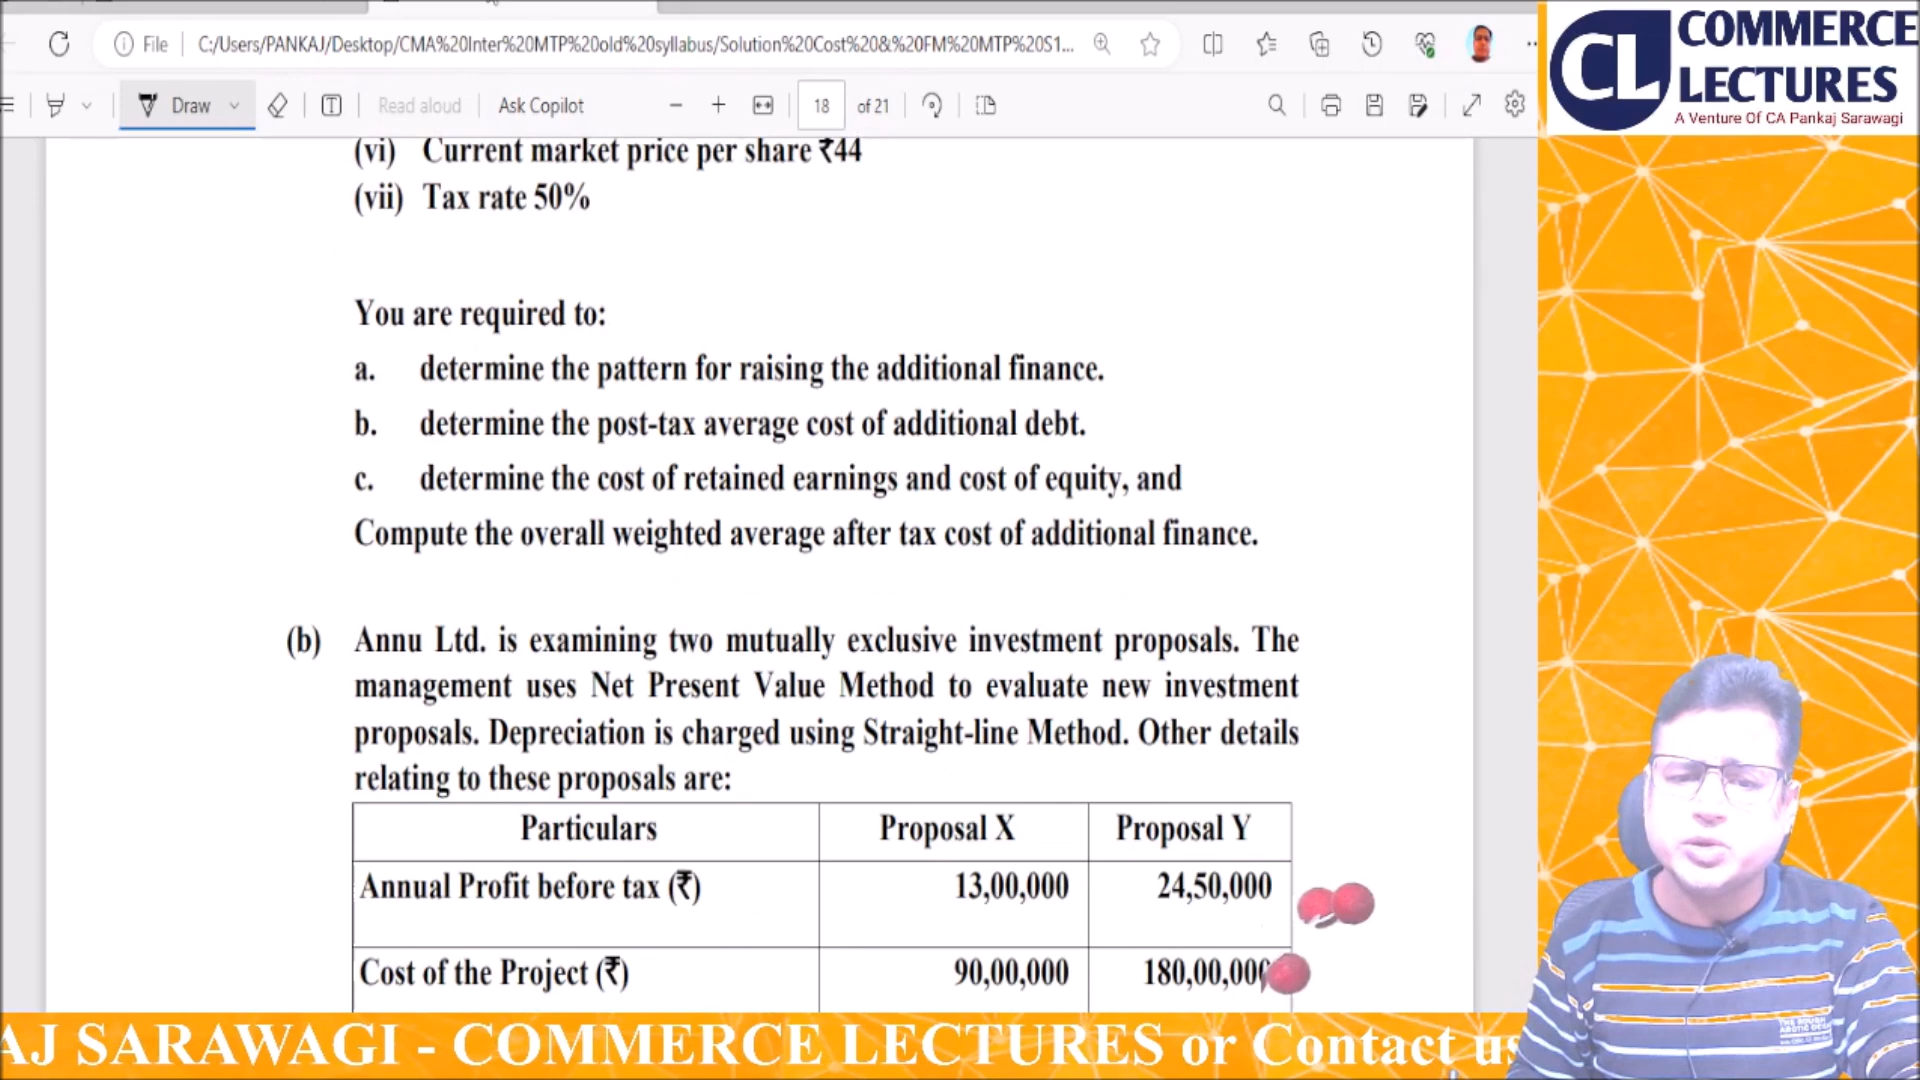 File
C:/Users/PANKAJ/Desktop/CMA%20Inter%20MTP%20old%20syllabus/Solution%20Cost%20&%20FM%20MTP%20S1...
Draw
Read aloud
Ask Copilot
18
of 21
CL
COMMERCE
LECTURES
A Venture Of CA Pankaj Sarawagi
(vi) Current market price per share ₹44
(vii) Tax rate 50%
You are required to:
a. determine the pattern for raising the additional finance.
b. determine the post-tax average cost of additional debt.
c. determine the cost of retained earnings and cost of equity, and
Compute the overall weighted average after tax cost of additional finance.
(b) Annu Ltd. is examining two mutually exclusive investment proposals. The
management uses Net Present Value Method to evaluate new investment
proposals. Depreciation is charged using Straight-line Method. Other details
relating to these proposals are:
Particulars Proposal X Proposal Y
Annual Profit before tax (₹) 13,00,000 24,50,000
Cost of the Project (₹) 90,00,000 180,00,000
AJ SARAWAGI - COMMERCE LECTURES or Contact us